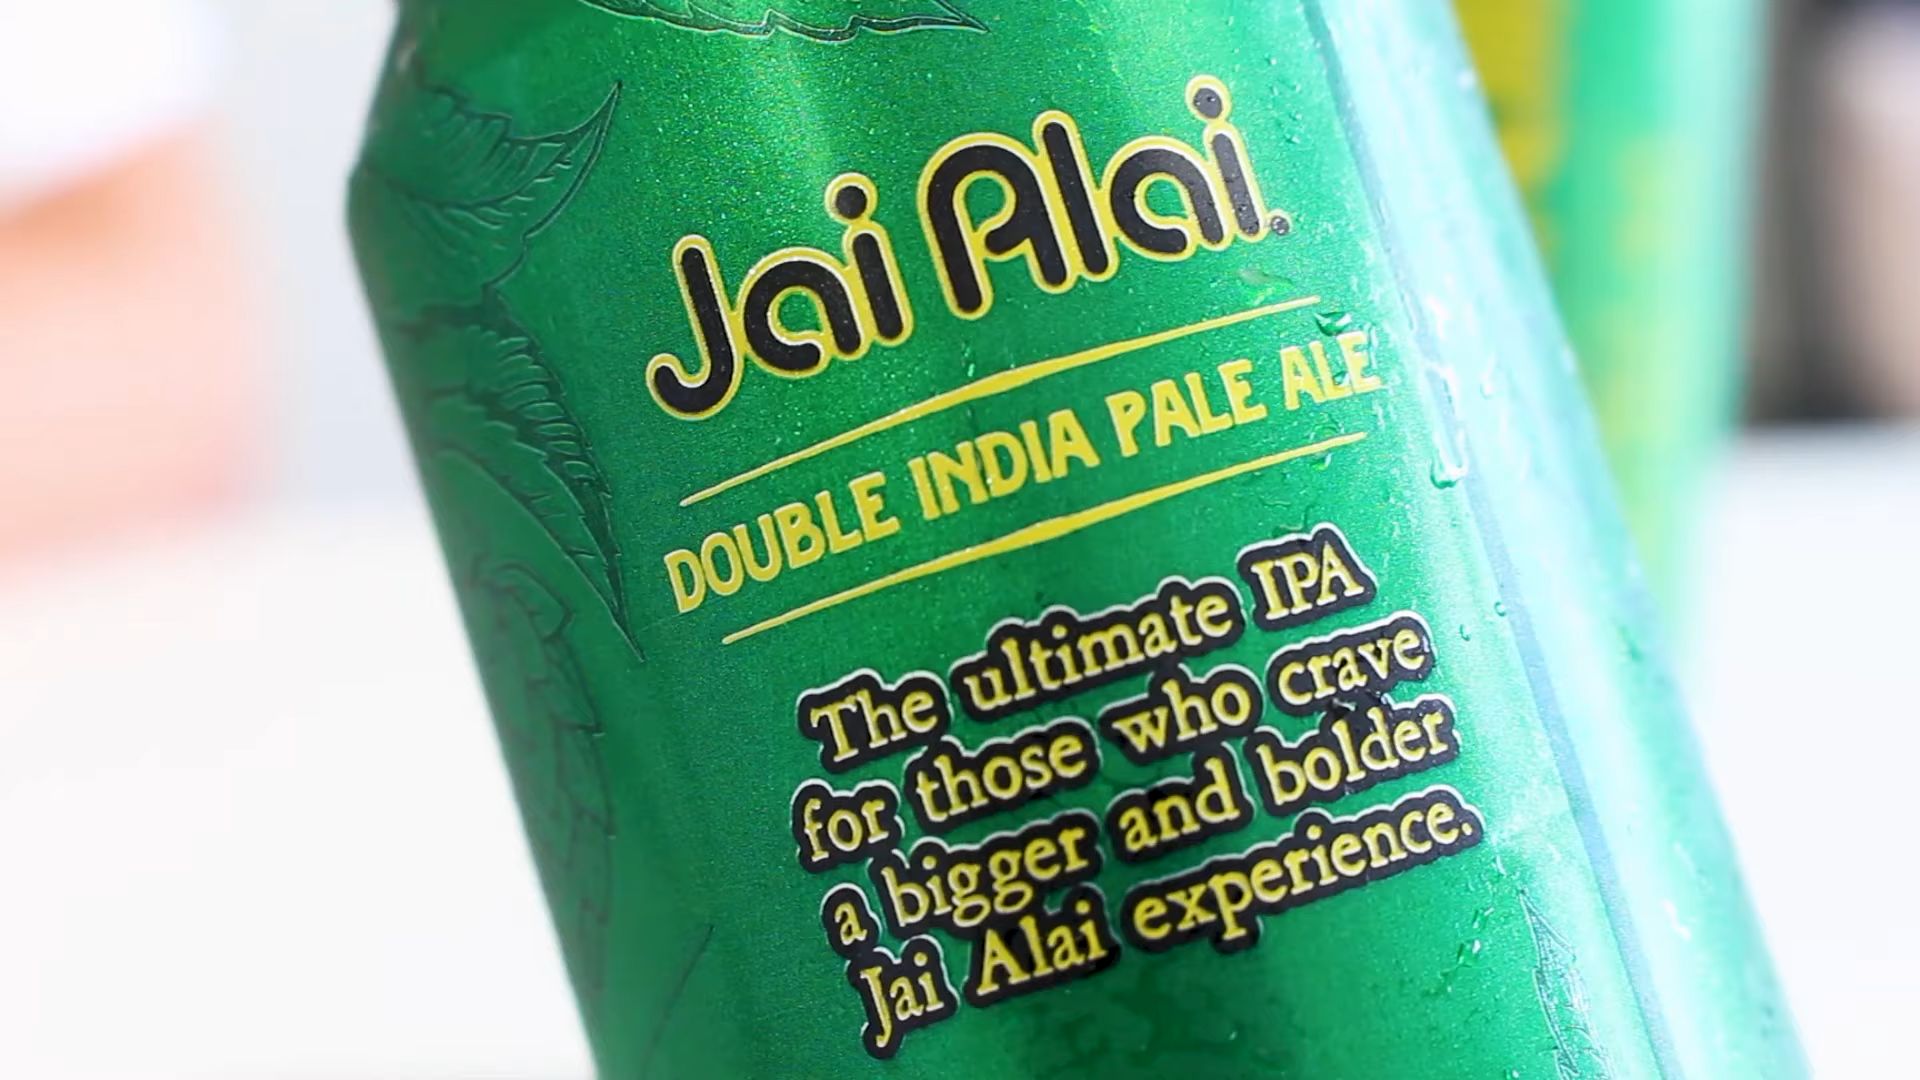 Jai Alai®
DOUBLE INDIA PALE ALE
The ultimate IPA
for those who crave
a bigger and bolder
Jai Alai experience.